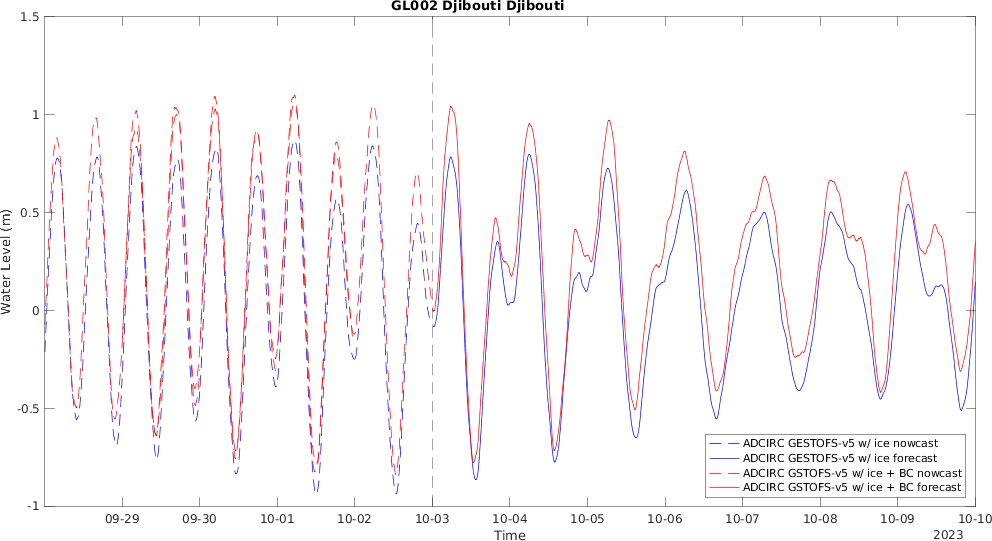 GL002 Djibouti Djibouti
1.5
1
0.5
0
-0.5
-1
Water Level (m)
ADCIRC GESTOFS-v5 w/ ice nowcast
ADCIRC GESTOFS-v5 w/ ice forecast
ADCIRC GSTOFS-v5 w/ ice + BC nowcast
ADCIRC GSTOFS-v5 w/ ice + BC forecast
09-29 09-30 10-01 10-02 10-03 10-04 10-05 10-06 10-07 10-08 10-09 10-10
Time
2023